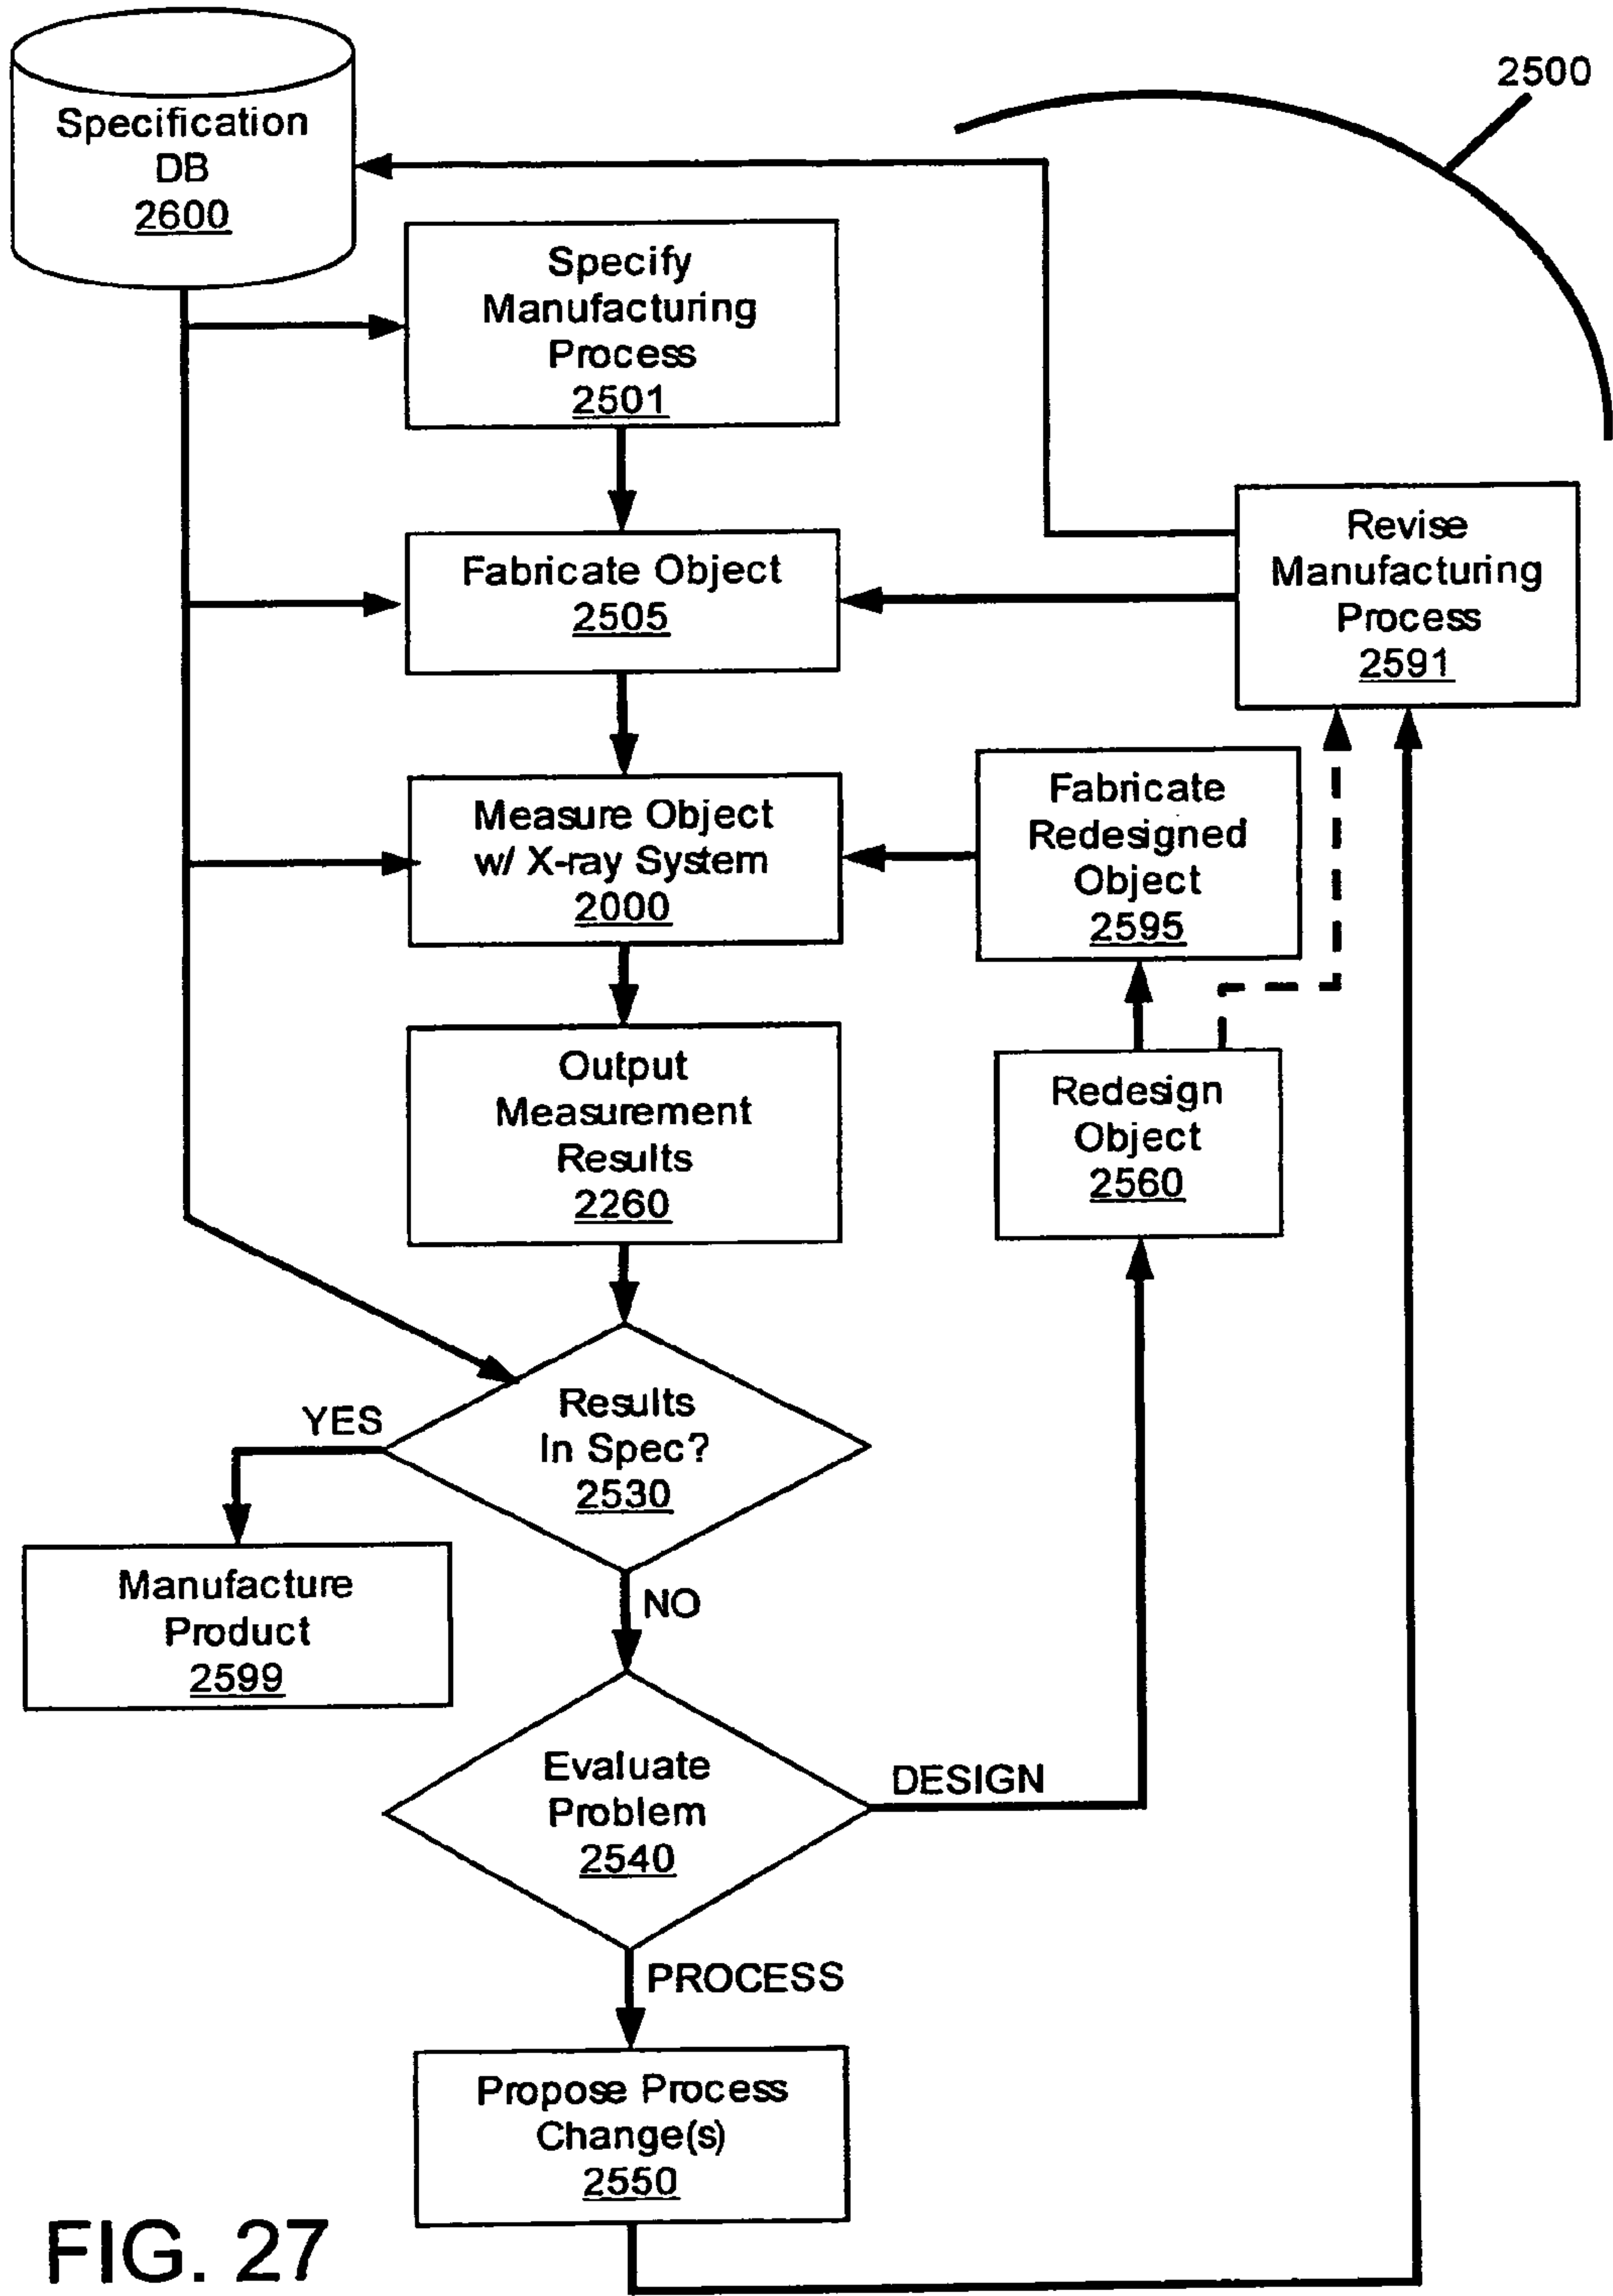 2500
Specification
DB
2600
Specify
Manufacturing
Process
2501
Fabricate Object
2505
Revise
Manufacturing
Process
2591
Measure Object
w/ X-ray System
2000
Fabricate
Redesigned
Object
2595
Output
Measurement
Results
2260
Redesign
Object
2560
Results
In Spec?
2530
YES
Manufacture
Product
2599
NO
Evaluate
Problem
2540
DESIGN
PROCESS
Propose Process
Change(s)
2550
FIG. 27